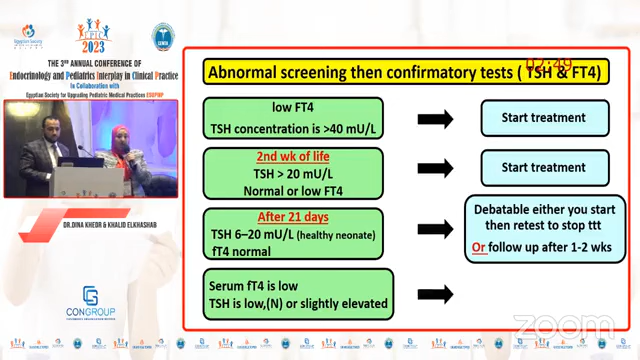 Egyptian Society
EPIC
2023
THE 3RD ANNUAL CONFERENCE OF
Endocrinology and Pediatrics Interplay in Clinical Practice
In Collaboration with
Egyptian Society for Upgrading Pediatric Medical Practices ESUPMP
DR.DINA KHEDR & KHALID ELKHASHAB
CONGROUP
Abnormal screening then confirmatory tests ( TSH & FT4)
02:49
low FT4
TSH concentration is >40 mU/L
Start treatment
2nd wk of life
TSH > 20 mU/L
Normal or low FT4
Start treatment
After 21 days
TSH 6–20 mU/L (healthy neonate)
fT4 normal
Debatable either you start
then retest to stop ttt
Or follow up after 1-2 wks
Serum fT4 is low
TSH is low,(N) or slightly elevated
zoom